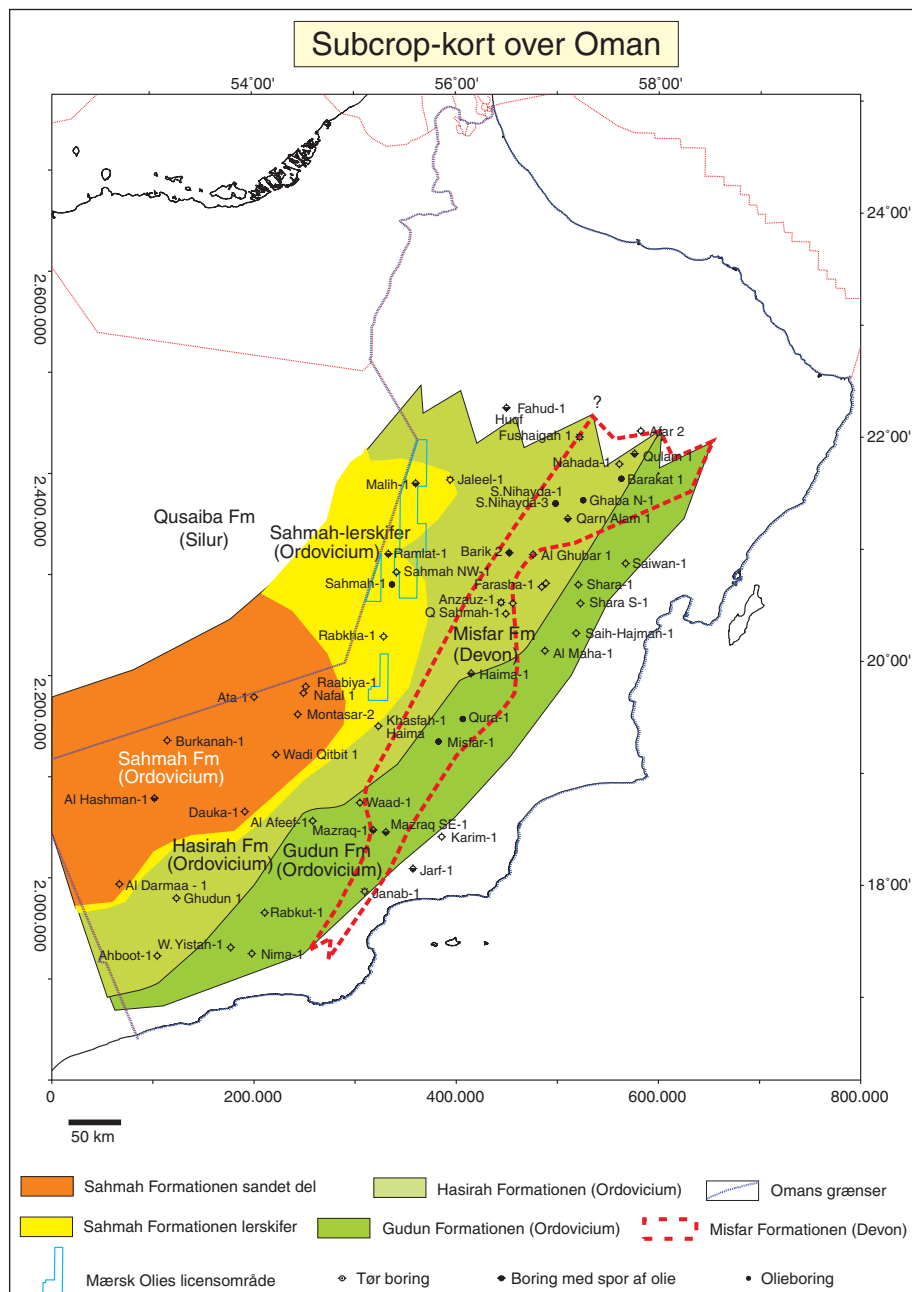 Subcrop-kort over Oman
54°00'
56°00'
58°00'
24°00'
22°00'
20°00'
18°00'
2.600.000
2.400.000
2.200.000
2.000.000
Fahud-1
Huqf
?
Fushaigah 1
Afar 2
Nahada-1
Qulam 1
Malih-1
Jaleel-1
Barakat 1
S.Nihayda-1
S.Nihayda-3
Ghaba N-1
Qusaiba Fm
(Silur)
Sahmah-lerskifer
(Ordovicium)
Qarn Alam 1
Ramlat-1
Barik 2
Al Ghubar 1
Saiwan-1
Sahmah NW-1
Sahmah-1
Farasha-1
Shara-1
Anzauz-1
Shara S-1
Q Sahmah-1
Rabkha-1
Misfar Fm
(Devon)
Saih-Hajman-1
Al Maha-1
Haima-1
Raabiya-1
Nafal 1
Ata 1
Montasar-2
Khasfah-1
Haima
Qura-1
Burkanah-1
Misfar-1
Sahmah Fm
(Ordovicium)
Wadi Qitbit 1
Al Hashman-1
Dauka-1
Waad-1
Al Afeef-1
Mazraq-1
Mazraq SE-1
Karim-1
Hasirah Fm
(Ordovicium)
Gudun Fm
(Ordovicium)
Jarf-1
Al Darmaa - 1
Ghudun 1
Janab-1
Rabkut-1
W. Yistah-1
Ahboot-1
Nima-1
0
200.000
400.000
600.000
800.000
50 km
Sahmah Formationen sandet del
Hasirah Formationen (Ordovicium)
Omans grænser
Sahmah Formationen lerskifer
Gudun Formationen (Ordovicium)
Misfar Formationen (Devon)
Mærsk Olies licensområde
Tør boring
Boring med spor af olie
Olieboring